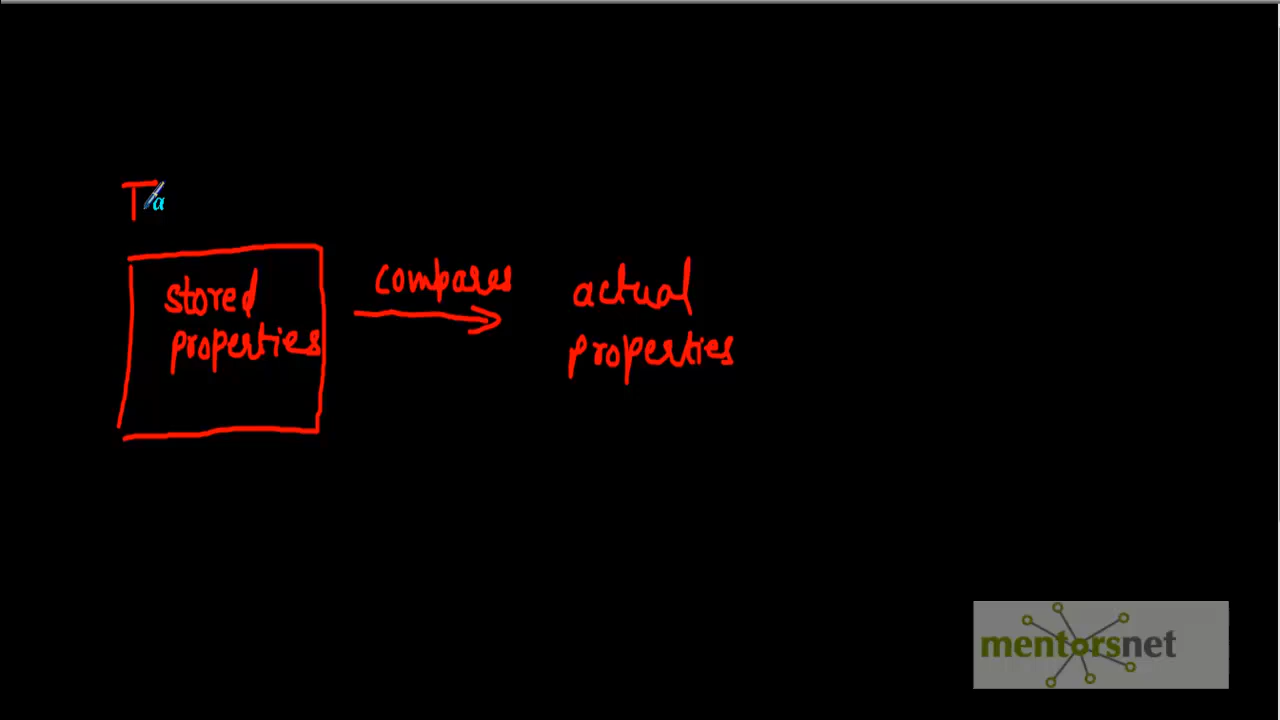 T
stored
properties
compares
actual
properties
mentorsnet